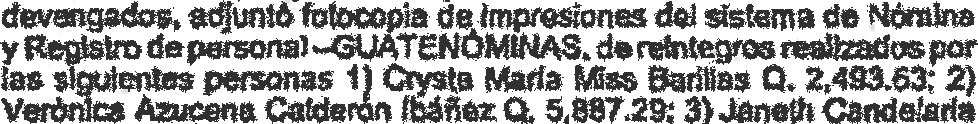 devengados, adjuntó fotocopia de impresiones del sistema de Nómina
y Registro de personal -GUATENÓMINAS, de reintegros realizados por
las siguientes personas 1) Crysta María Miss Barillas Q. 2,493.63; 2)
Verónica Azucena Calderón Ibáñez Q. 5,887.29; 3) Janeth Candelaria